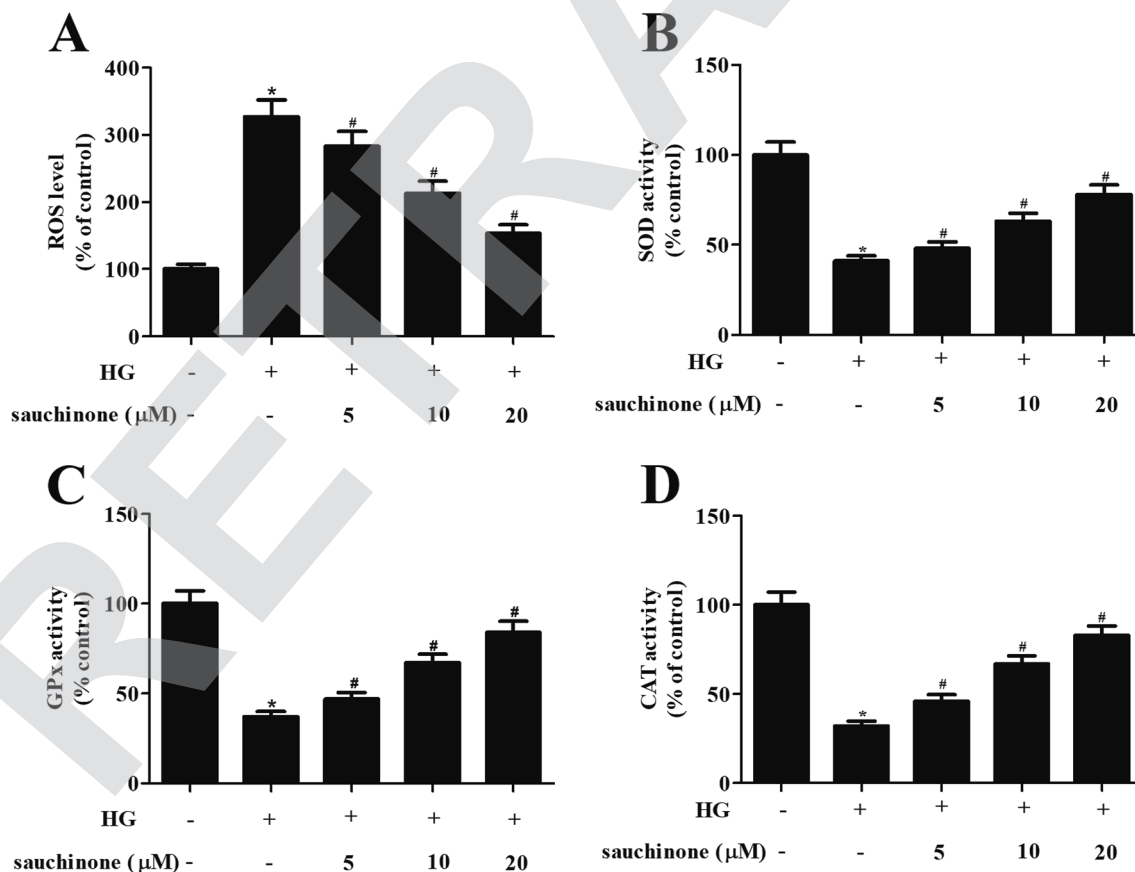 A
ROS level
(% of control)
400
300
200
100
0
* # # #
HG - + + + +
sauchinone (μM) - - 5 10 20
B
SOD activity
(% control)
150
100
50
0
* # # #
HG - + + + +
sauchinone (μM) - - 5 10 20
C
GPx activity
(% control)
150
100
50
0
* # # #
HG - + + + +
sauchinone (μM) - - 5 10 20
D
CAT activity
(% of control)
150
100
50
0
* # # #
HG - + + + +
sauchinone (μM) - - 5 10 20
RETRA